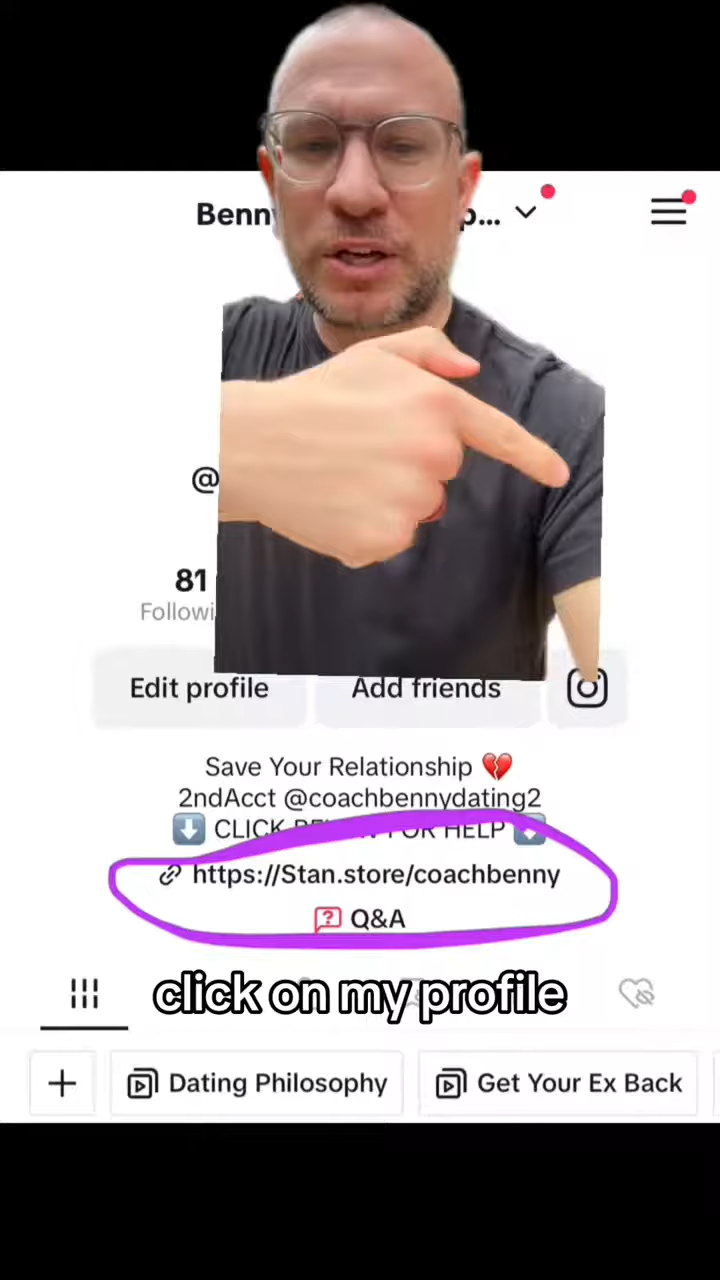 Benn
p...
@
81
Followi
Edit profile
Add friends
Save Your Relationship 💔
2ndAcct @coachbennydating2
⬇️ CLICK BELOW FOR HELP ⬇️
https://Stan.store/coachbenny
Q&A
click on my profile
Dating Philosophy
Get Your Ex Back